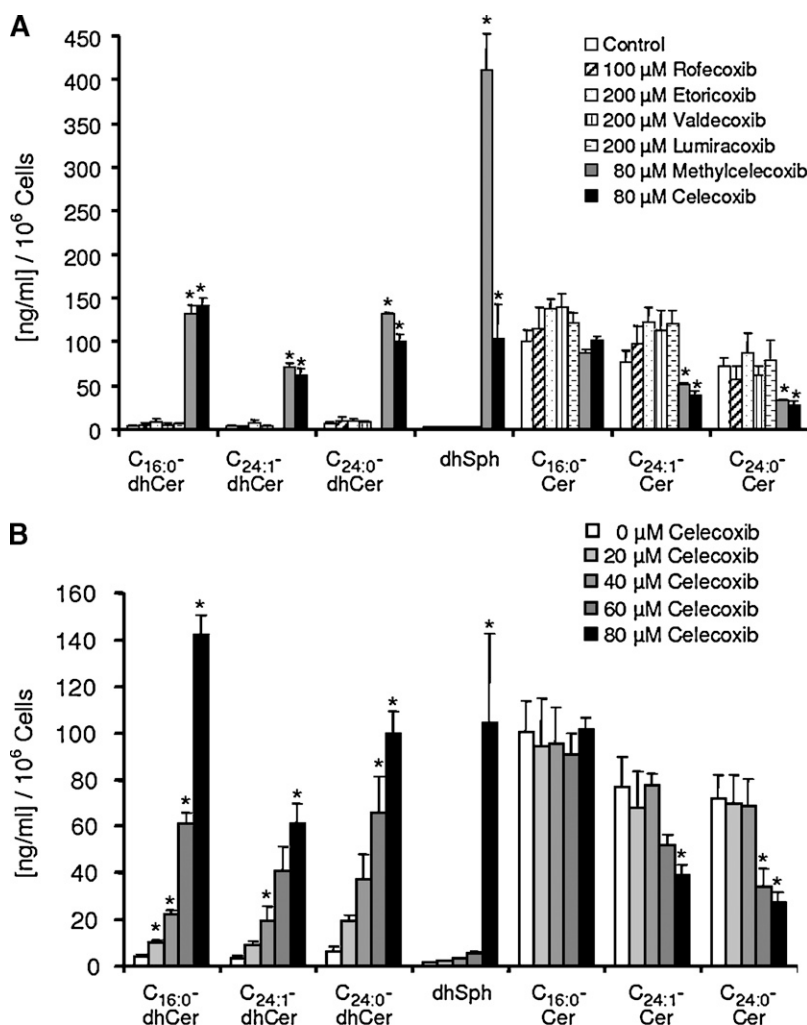 A
450
400
350
300
250
200
150
100
50
0
[ng/ml] / 10⁶ Cells
Control
100 µM Rofecoxib
200 µM Etoricoxib
200 µM Valdecoxib
200 µM Lumiracoxib
80 µM Methylcelecoxib
80 µM Celecoxib
*
*
*
*
*
*
*
*
*
*
*
*
C16:0-dhCer
C24:1-dhCer
C24:0-dhCer
dhSph
C16:0-Cer
C24:1-Cer
C24:0-Cer
B
160
140
120
100
80
60
40
20
0
[ng/ml] / 10⁶ Cells
0 µM Celecoxib
20 µM Celecoxib
40 µM Celecoxib
60 µM Celecoxib
80 µM Celecoxib
*
*
*
*
*
*
*
*
*
*
*
*
C16:0-dhCer
C24:1-dhCer
C24:0-dhCer
dhSph
C16:0-Cer
C24:1-Cer
C24:0-Cer